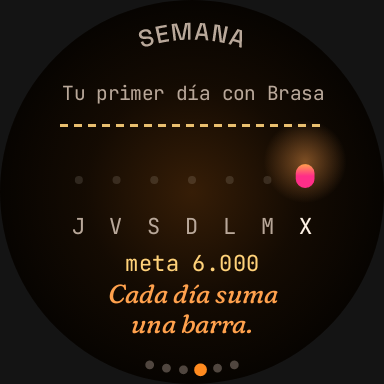 SEMANA
Tu primer día con Brasa
J V S D L M X
meta 6.000
Cada día suma
una barra.